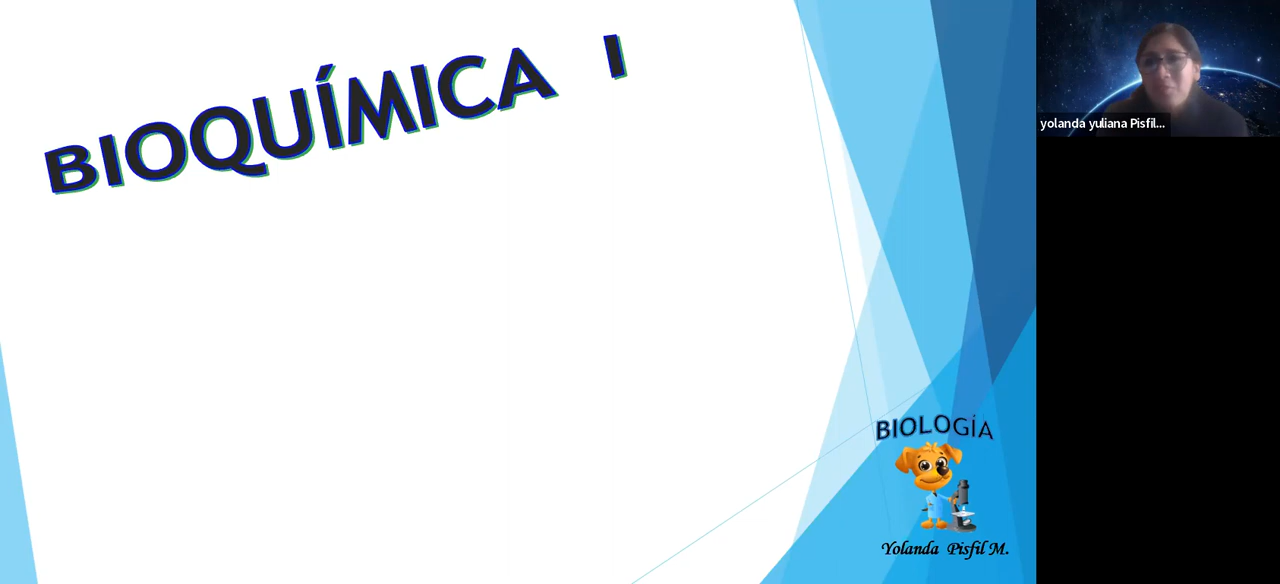 BIOQUÍMICA I
yolanda yuliana Pisfil...
BIOLOGÍA
Yolanda Pisfil M.